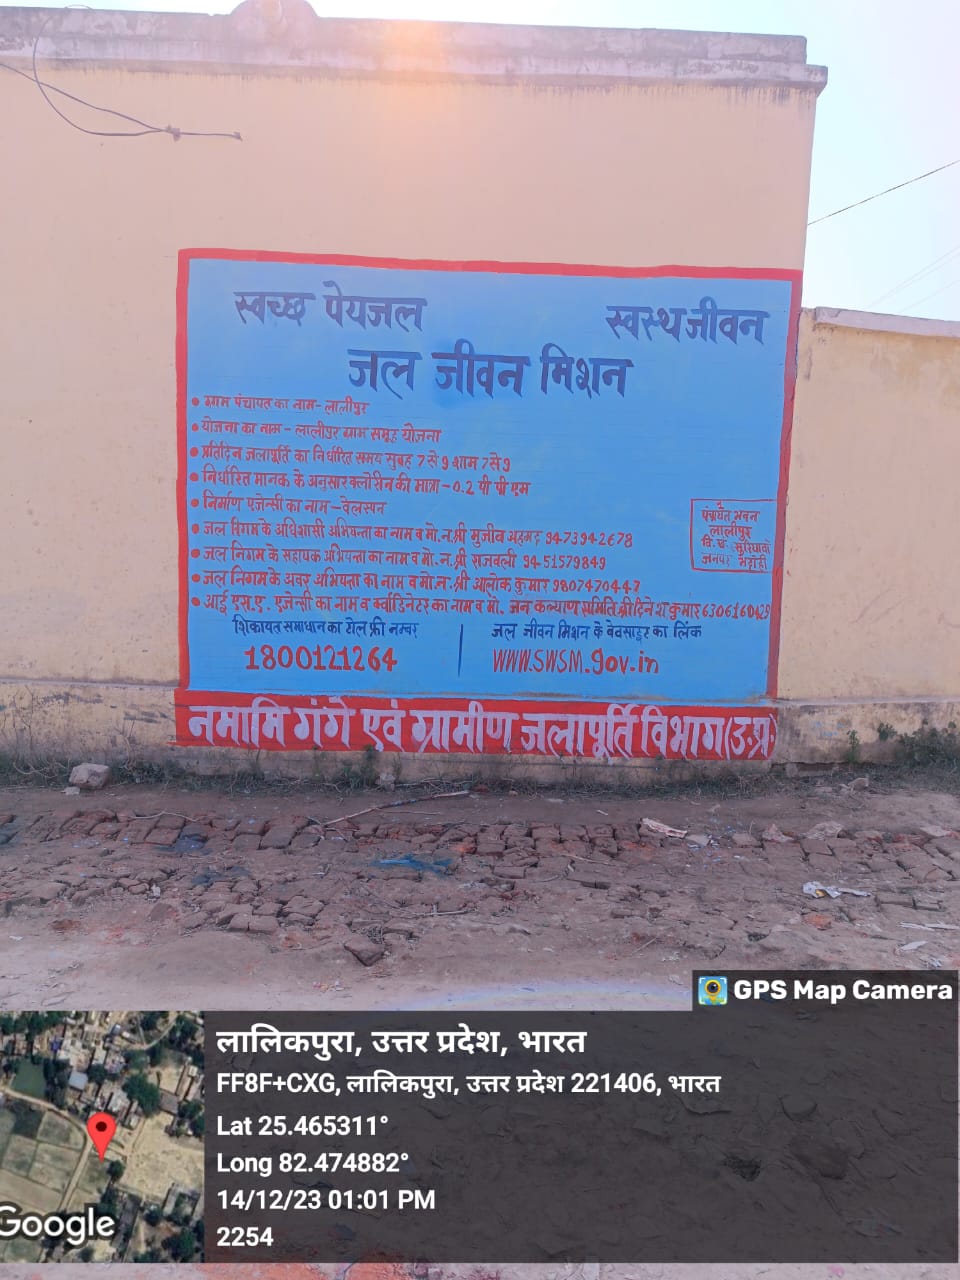 स्वच्छ पेयजल स्वस्थ जीवन
जल जीवन मिशन
• ग्राम पंचायत का नाम - लालीपुर
• योजना का नाम - लालीपुर ग्राम समूह योजना
• प्रतिदिन जलापूर्ति का निर्धारित समय सुबह 7 से 9 शाम 7 से 9
• निर्धारित मानक के अनुसार क्लोरीन की मात्रा - 0.2 पी पी एम
• निर्माण एजेन्सी का नाम - वेलस्पन
• जल निगम के अधिशासी अभियन्ता का नाम व मो.न. श्री मुजीव अहमद 9473942678
• जल निगम के सहायक अभियन्ता का नाम व मो.न. श्री राजवली 9451579849
• जल निगम के अवर अभियन्ता का नाम व मो.न. श्री आलोक कुमार 9807470447
• आई एस.ए. एजेन्सी का नाम व क्वार्डिनेटर का नाम व मो. जन कल्याण समिति श्री दिनेश कुमार 6306160429
पंचायत भवन
लालीपुर
वि. ख. सुरियावाँ
जनपद भदोही
शिकायत समाधान का टोल फ्री नम्बर
1800121264
जल जीवन मिशन के वेबसाइट का लिंक
WWW.SWSM.gov.in
नमामि गंगे एवं ग्रामीण जलापूर्ति विभाग (उ.प्र.)
GPS Map Camera
लालिकपुरा, उत्तर प्रदेश, भारत
FF8F+CXG, लालिकपुरा, उत्तर प्रदेश 221406, भारत
Lat 25.465311°
Long 82.474882°
14/12/23 01:01 PM
2254
Google